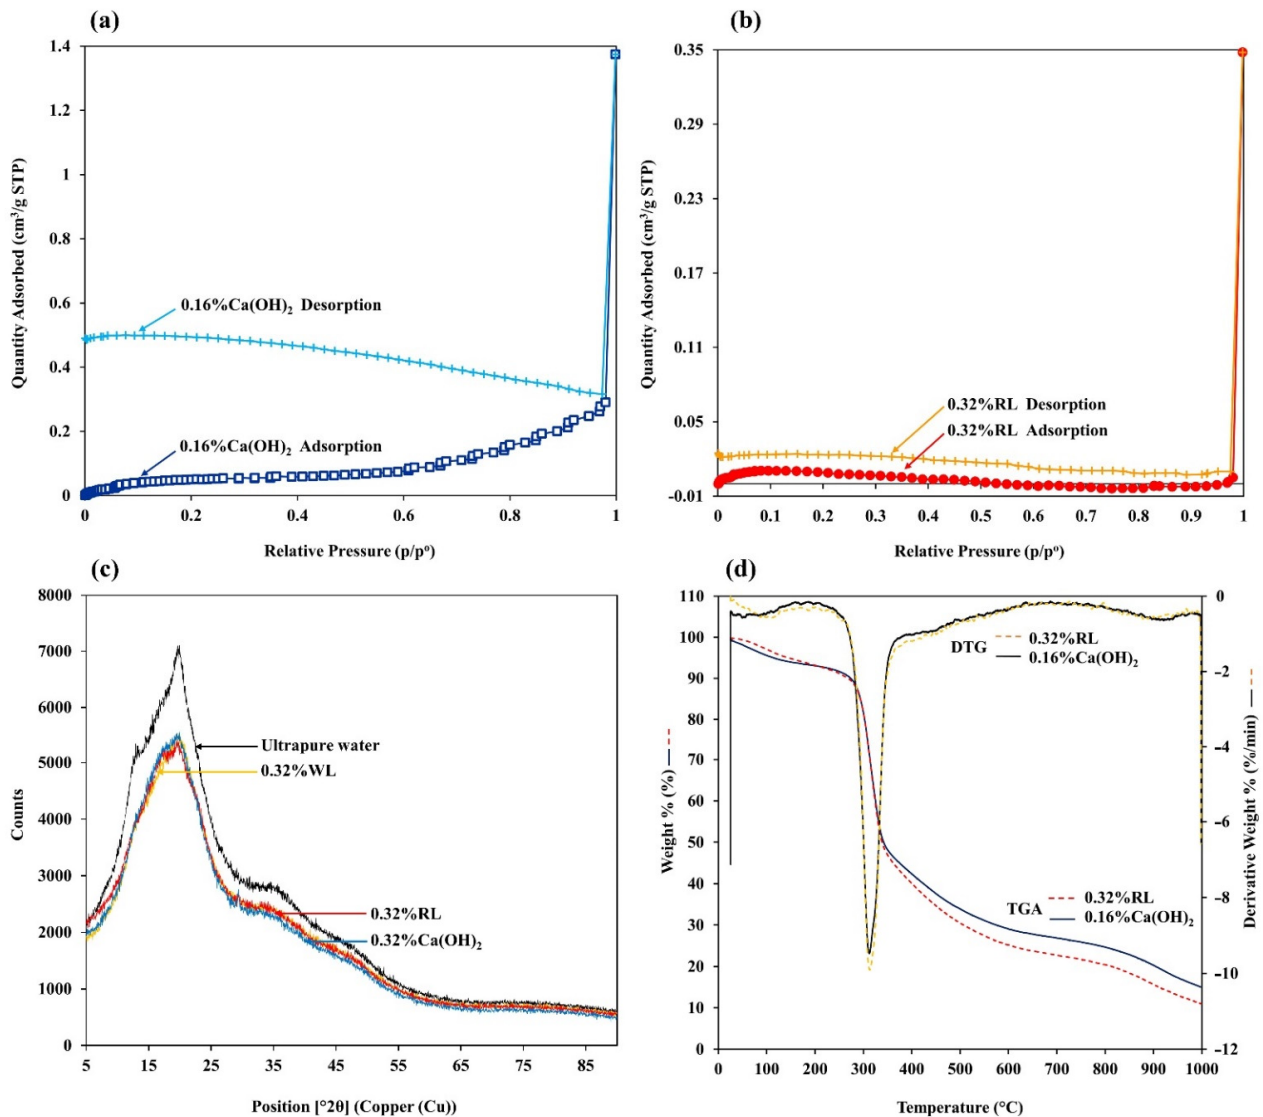 (a)
1.4
1.2
1
0.8
0.6
0.4
0.2
0
Quantity Adsorbed (cm³/g STP)
0.16%Ca(OH)₂ Desorption
0.16%Ca(OH)₂ Adsorption
0 0.2 0.4 0.6 0.8 1
Relative Pressure (p/pᵒ)
(b)
0.35
0.29
0.23
0.17
0.11
0.05
-0.01
Quantity Adsorbed (cm³/g STP)
0.32%RL Desorption
0.32%RL Adsorption
0 0.1 0.2 0.3 0.4 0.5 0.6 0.7 0.8 0.9 1
Relative Pressure (p/pᵒ)
(c)
8000
7000
6000
5000
4000
3000
2000
1000
0
Counts
Ultrapure water
0.32%WL
0.32%RL
0.32%Ca(OH)₂
5 15 25 35 45 55 65 75 85
Position [°2θ] (Copper (Cu))
(d)
110
100
90
80
70
60
50
40
30
20
10
0
Weight % (%)
DTG
0.32%RL
0.16%Ca(OH)₂
TGA
0.32%RL
0.16%Ca(OH)₂
0
−2
−4
−6
−8
−10
−12
Derivative Weight % (%/min)
0 100 200 300 400 500 600 700 800 900 1000
Temperature (°C)